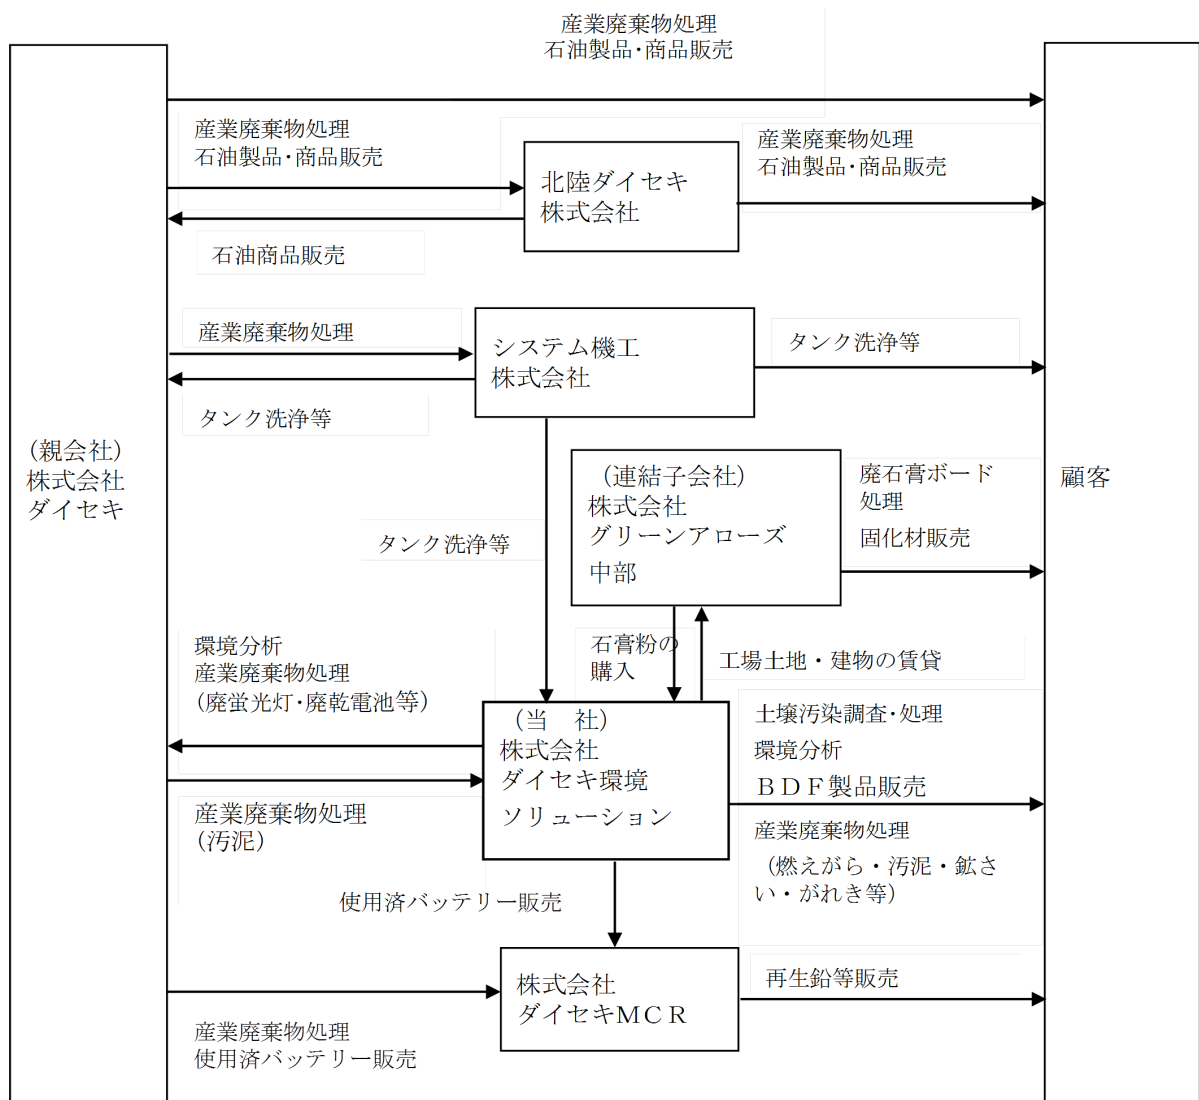 産業廃棄物処理
石油製品･商品販売
産業廃棄物処理
石油製品･商品販売
北陸ダイセキ
株式会社
産業廃棄物処理
石油製品･商品販売
石油商品販売
産業廃棄物処理
システム機工
株式会社
タンク洗浄等
タンク洗浄等
（親会社）
株式会社
ダイセキ
（連結子会社）
株式会社
グリーンアローズ
中部
廃石膏ボード
処理
固化材販売
顧客
タンク洗浄等
環境分析
産業廃棄物処理
（廃蛍光灯･廃乾電池等）
石膏粉の
購入
工場土地・建物の賃貸
（当　社）
株式会社
ダイセキ環境
ソリューション
土壌汚染調査･処理
環境分析
ＢＤＦ製品販売
産業廃棄物処理
（燃えがら・汚泥・鉱さ
い・がれき等）
産業廃棄物処理
（汚泥）
使用済バッテリー販売
株式会社
ダイセキＭＣＲ
再生鉛等販売
産業廃棄物処理
使用済バッテリー販売